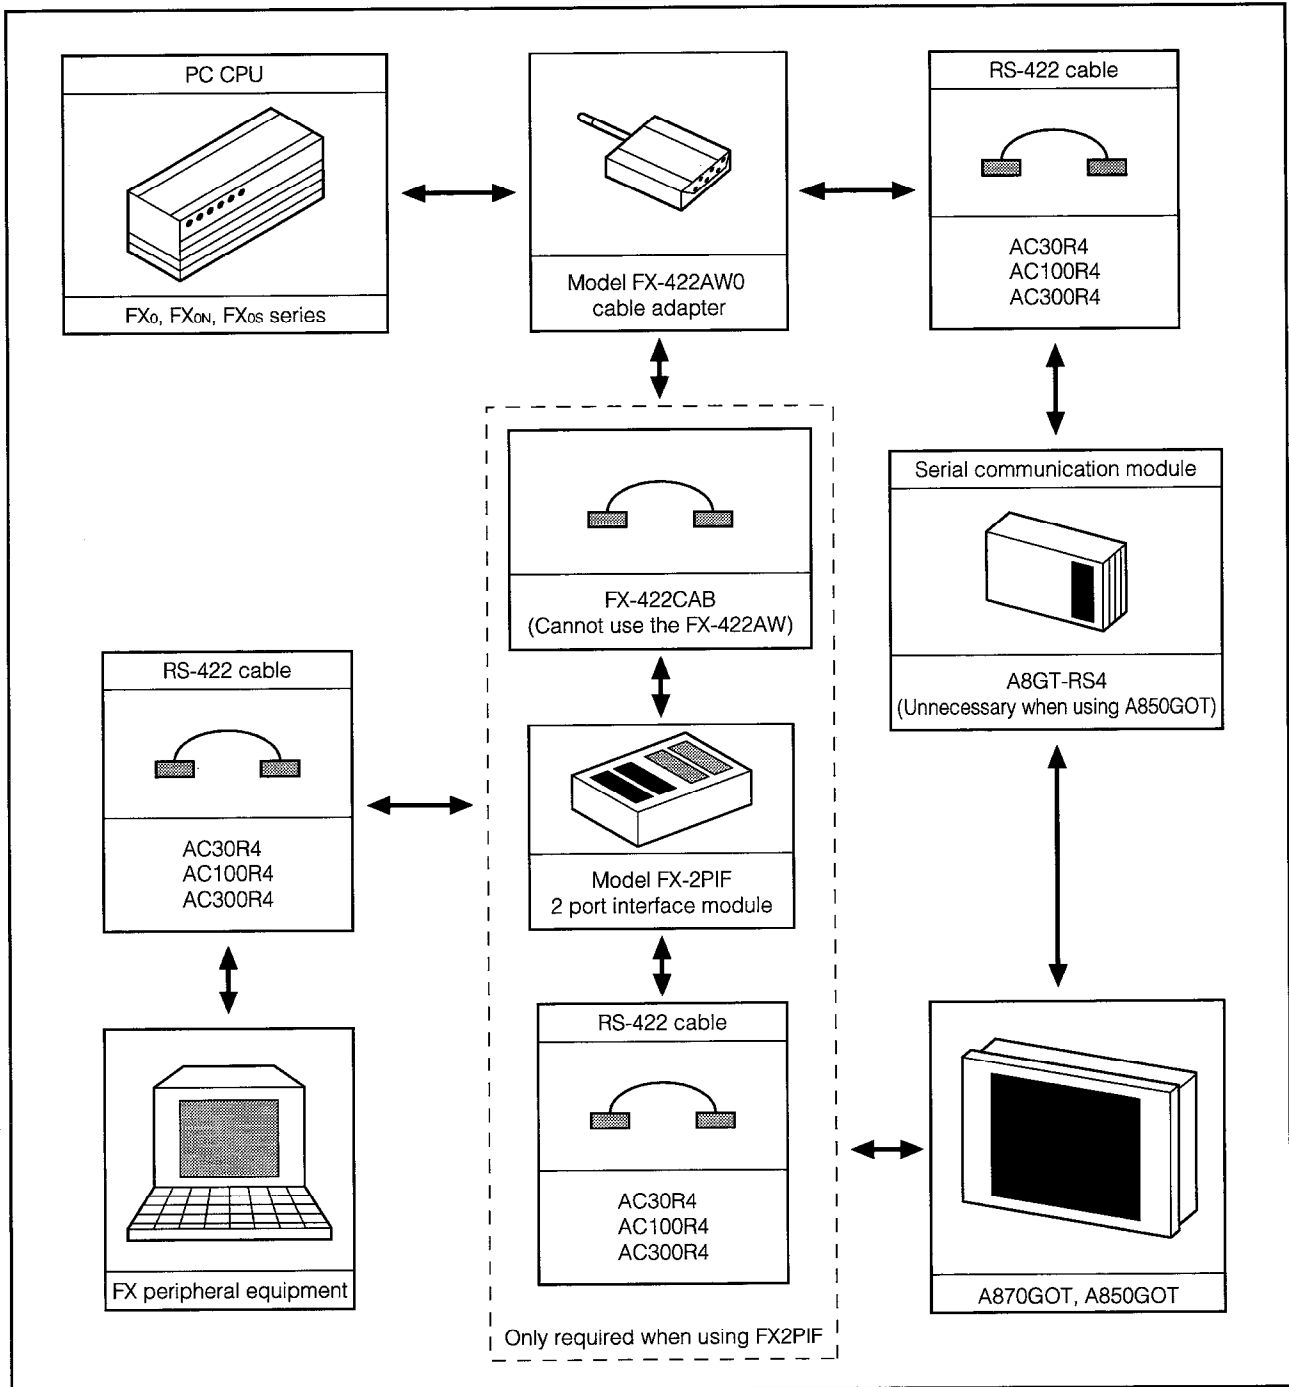 PC CPU
FX0, FX0N, FX0S series
Model FX-422AW0
cable adapter
RS-422 cable
AC30R4
AC100R4
AC300R4
FX-422CAB
(Cannot use the FX-422AW)
Serial communication module
A8GT-RS4
(Unnecessary when using A850GOT)
RS-422 cable
AC30R4
AC100R4
AC300R4
Model FX-2PIF
2 port interface module
FX peripheral equipment
RS-422 cable
AC30R4
AC100R4
AC300R4
A870GOT, A850GOT
Only required when using FX2PIF